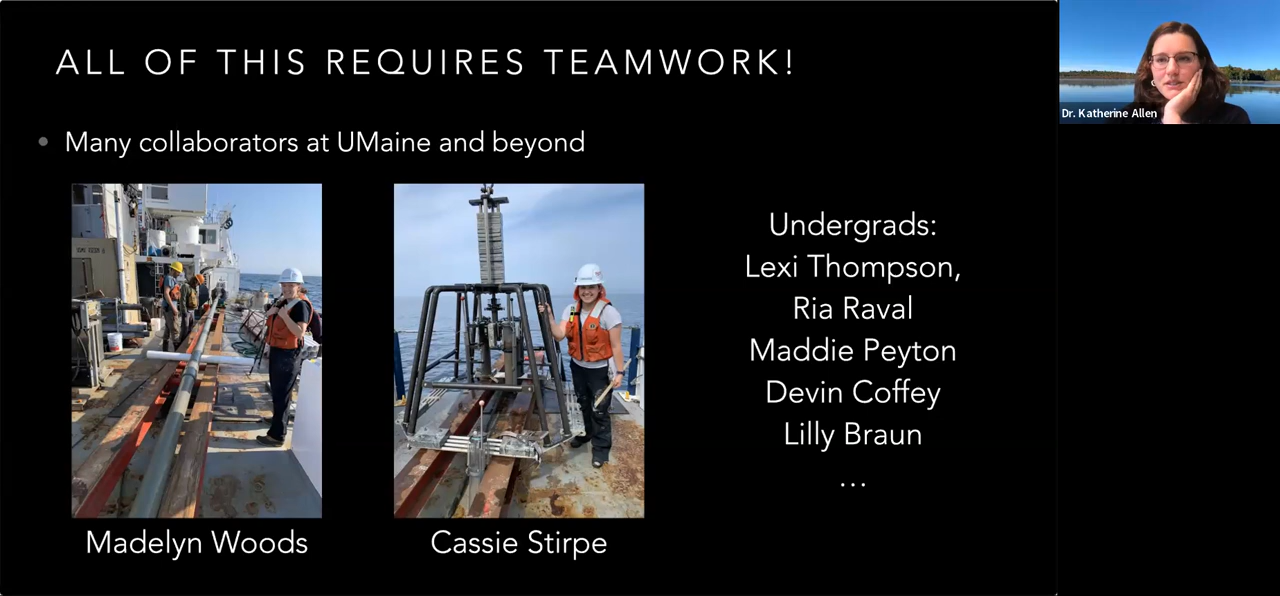 ALL OF THIS REQUIRES TEAMWORK!
Many collaborators at UMaine and beyond
Undergrads:
Lexi Thompson,
Ria Raval
Maddie Peyton
Devin Coffey
Lilly Braun
…
Madelyn Woods
Cassie Stirpe
Dr. Katherine Allen